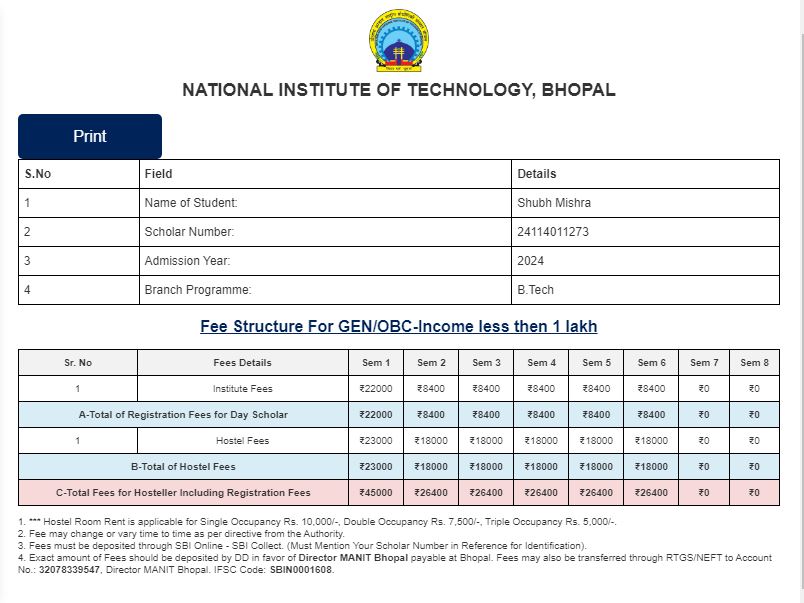 NATIONAL INSTITUTE OF TECHNOLOGY, BHOPAL
Print
S.No Field Details
1 Name of Student: Shubh Mishra
2 Scholar Number: 24114011273
3 Admission Year: 2024
4 Branch Programme: B.Tech
Fee Structure For GEN/OBC-Income less then 1 lakh
Sr. No Fees Details Sem 1 Sem 2 Sem 3 Sem 4 Sem 5 Sem 6 Sem 7 Sem 8
1 Institute Fees ₹22000 ₹8400 ₹8400 ₹8400 ₹8400 ₹8400 ₹0 ₹0
A-Total of Registration Fees for Day Scholar ₹22000 ₹8400 ₹8400 ₹8400 ₹8400 ₹8400 ₹0 ₹0
1 Hostel Fees ₹23000 ₹18000 ₹18000 ₹18000 ₹18000 ₹18000 ₹0 ₹0
B-Total of Hostel Fees ₹23000 ₹18000 ₹18000 ₹18000 ₹18000 ₹18000 ₹0 ₹0
C-Total Fees for Hosteller Including Registration Fees ₹45000 ₹26400 ₹26400 ₹26400 ₹26400 ₹26400 ₹0 ₹0
1. *** Hostel Room Rent is applicable for Single Occupancy Rs. 10,000/-, Double Occupancy Rs. 7,500/-, Triple Occupancy Rs. 5,000/-.
2. Fee may change or vary time to time as per directive from the Authority.
3. Fees must be deposited through SBI Online - SBI Collect. (Must Mention Your Scholar Number in Reference for Identification).
4. Exact amount of Fees should be deposited by DD in favor of Director MANIT Bhopal payable at Bhopal. Fees may also be transferred through RTGS/NEFT to Account
No.: 32078339547, Director MANIT Bhopal. IFSC Code: SBIN0001608.